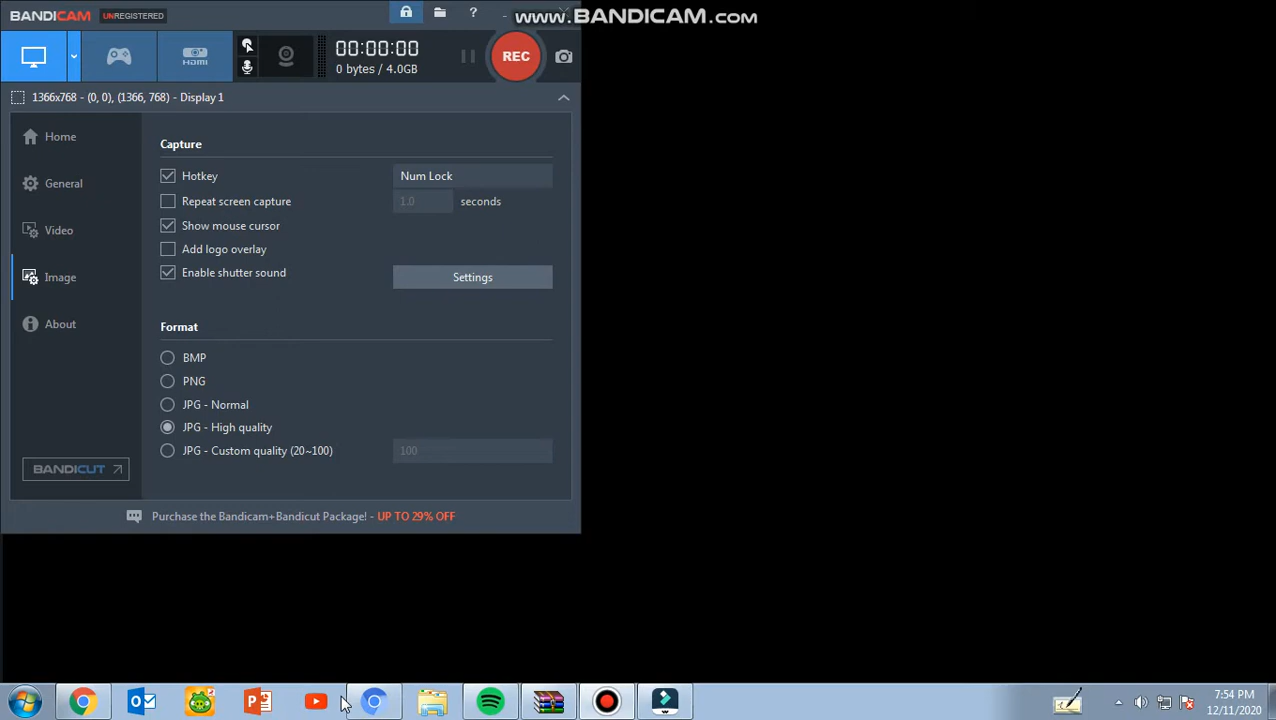 BANDICAM UNREGISTERED
www.BANDICAM.com
HDMI
00:00:00
0 bytes / 4.0GB
REC
1366x768 - (0, 0), (1366, 768) - Display 1
Home
General
Video
Image
About
BANDICUT
Capture
Hotkey Num Lock
Repeat screen capture 1.0 seconds
Show mouse cursor
Add logo overlay
Enable shutter sound Settings
Format
BMP
PNG
JPG - Normal
JPG - High quality
JPG - Custom quality (20~100) 100
Purchase the Bandicam+Bandicut Package! - UP TO 29% OFF
7:54 PM
12/11/2020